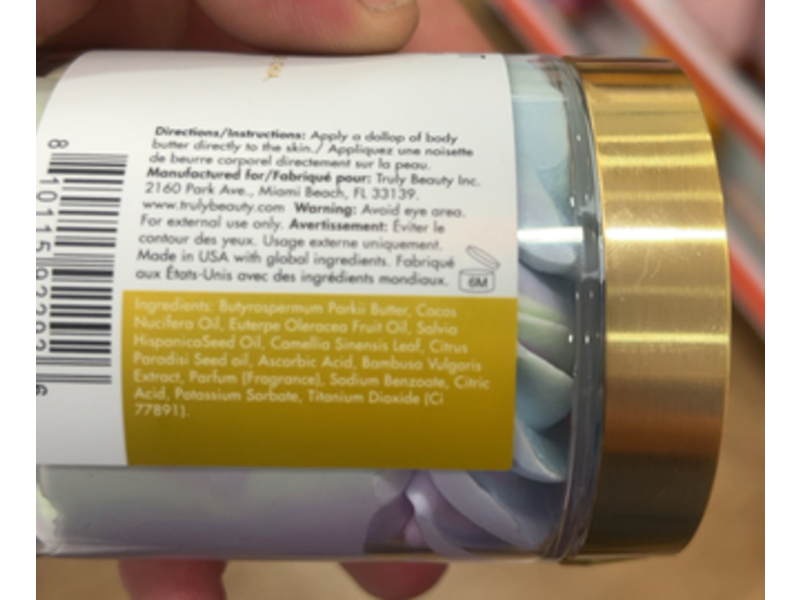 Directions/Instructions: Apply a dallop of body
butter directly to the skin./ Appliquez une noisette
de beurre corporel directement sur la peau.
Manufactured for/Fabriqué pour: Truly Beauty Inc.
2160 Park Ave., Miami Beach, FL 33139.
www.trulybeauty.com Warning: Avoid eye area.
For external use only. Avertissement: Éviter le
contour des yeux. Usage externe uniquement.
Made in USA with global ingredients. Fabriqué
aux États-Unis avec des ingrédients mondiaux.
6M
Ingredients: Butyrospermum Parkii Butter, Cocos
Nucifera Oil, Euterpe Oleracea Fruit Oil, Salvia
HispanicaSeed Oil, Camellia Sinensis Leaf, Citrus
Paradisi Seed oil, Ascorbic Acid, Bambusa Vulgaris
Extract, Parfum (Fragrance), Sodium Benzoate, Citric
Acid, Potassium Sorbate, Titanium Dioxide (Ci
77891).